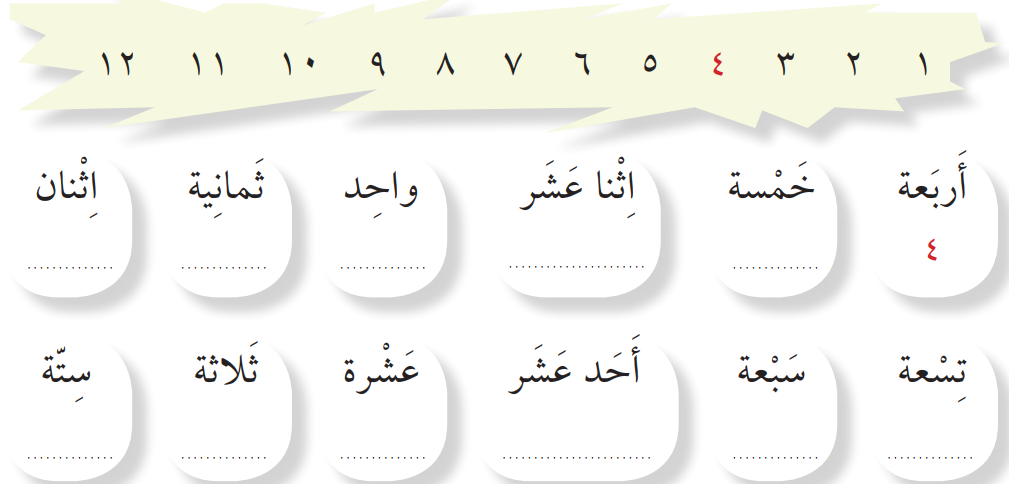 ١ ٢ ٣ ٤ ٥ ٦ ٧ ٨ ٩ ١٠ ١١ ١٢
أَربَعة خَمْسة اِثْنا عَشَر واحِد ثَمانِية اِثْنان
٤ ..................... ..................... ..................... ..................... .....................
تِسْعة سَبْعة أَحَد عَشَر عَشْرة ثَلاثة سِتّة
..................... ..................... ..................... ..................... ..................... .....................